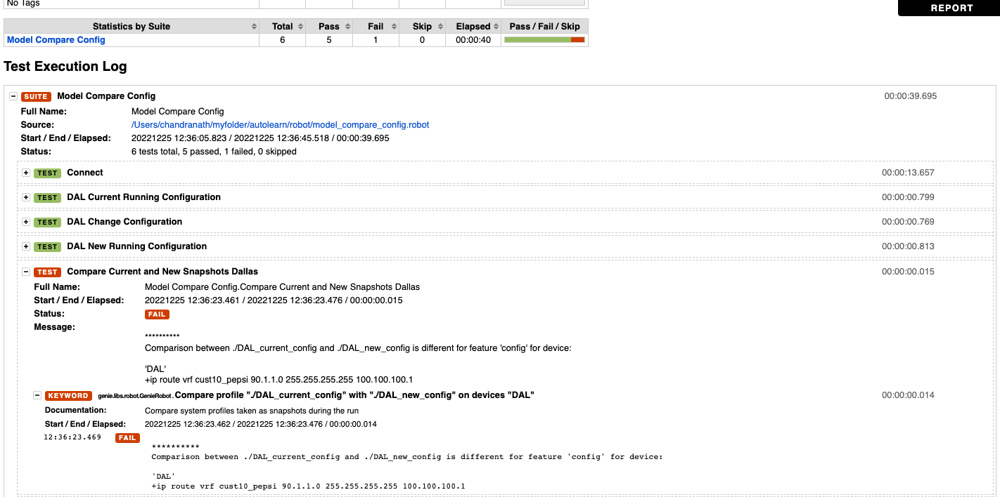 No Tags
REPORT
Statistics by Suite Total Pass Fail Skip Elapsed Pass / Fail / Skip
Model Compare Config 6 5 1 0 00:00:40
Test Execution Log
− SUITE Model Compare Config 00:00:39.695
Full Name: Model Compare Config
Source: /Users/chandranath/myfolder/autolearn/robot/model_compare_config.robot
Start / End / Elapsed: 20221225 12:36:05.823 / 20221225 12:36:45.518 / 00:00:39.695
Status: 6 tests total, 5 passed, 1 failed, 0 skipped
+ TEST Connect 00:00:13.657
+ TEST DAL Current Running Configuration 00:00:00.799
+ TEST DAL Change Configuration 00:00:00.769
+ TEST DAL New Running Configuration 00:00:00.813
− TEST Compare Current and New Snapshots Dallas 00:00:00.015
Full Name: Model Compare Config.Compare Current and New Snapshots Dallas
Start / End / Elapsed: 20221225 12:36:23.461 / 20221225 12:36:23.476 / 00:00:00.015
Status: FAIL
Message:
**********
Comparison between ./DAL_current_config and ./DAL_new_config is different for feature 'config' for device:
'DAL'
+ip route vrf cust10_pepsi 90.1.1.0 255.255.255.255 100.100.100.1
− KEYWORD genie.libs.robot.GenieRobot. Compare profile "./DAL_current_config" with "./DAL_new_config" on devices "DAL" 00:00:00.014
Documentation: Compare system profiles taken as snapshots during the run
Start / End / Elapsed: 20221225 12:36:23.462 / 20221225 12:36:23.476 / 00:00:00.014
12:36:23.469 FAIL
**********
Comparison between ./DAL_current_config and ./DAL_new_config is different for feature 'config' for device:
'DAL'
+ip route vrf cust10_pepsi 90.1.1.0 255.255.255.255 100.100.100.1